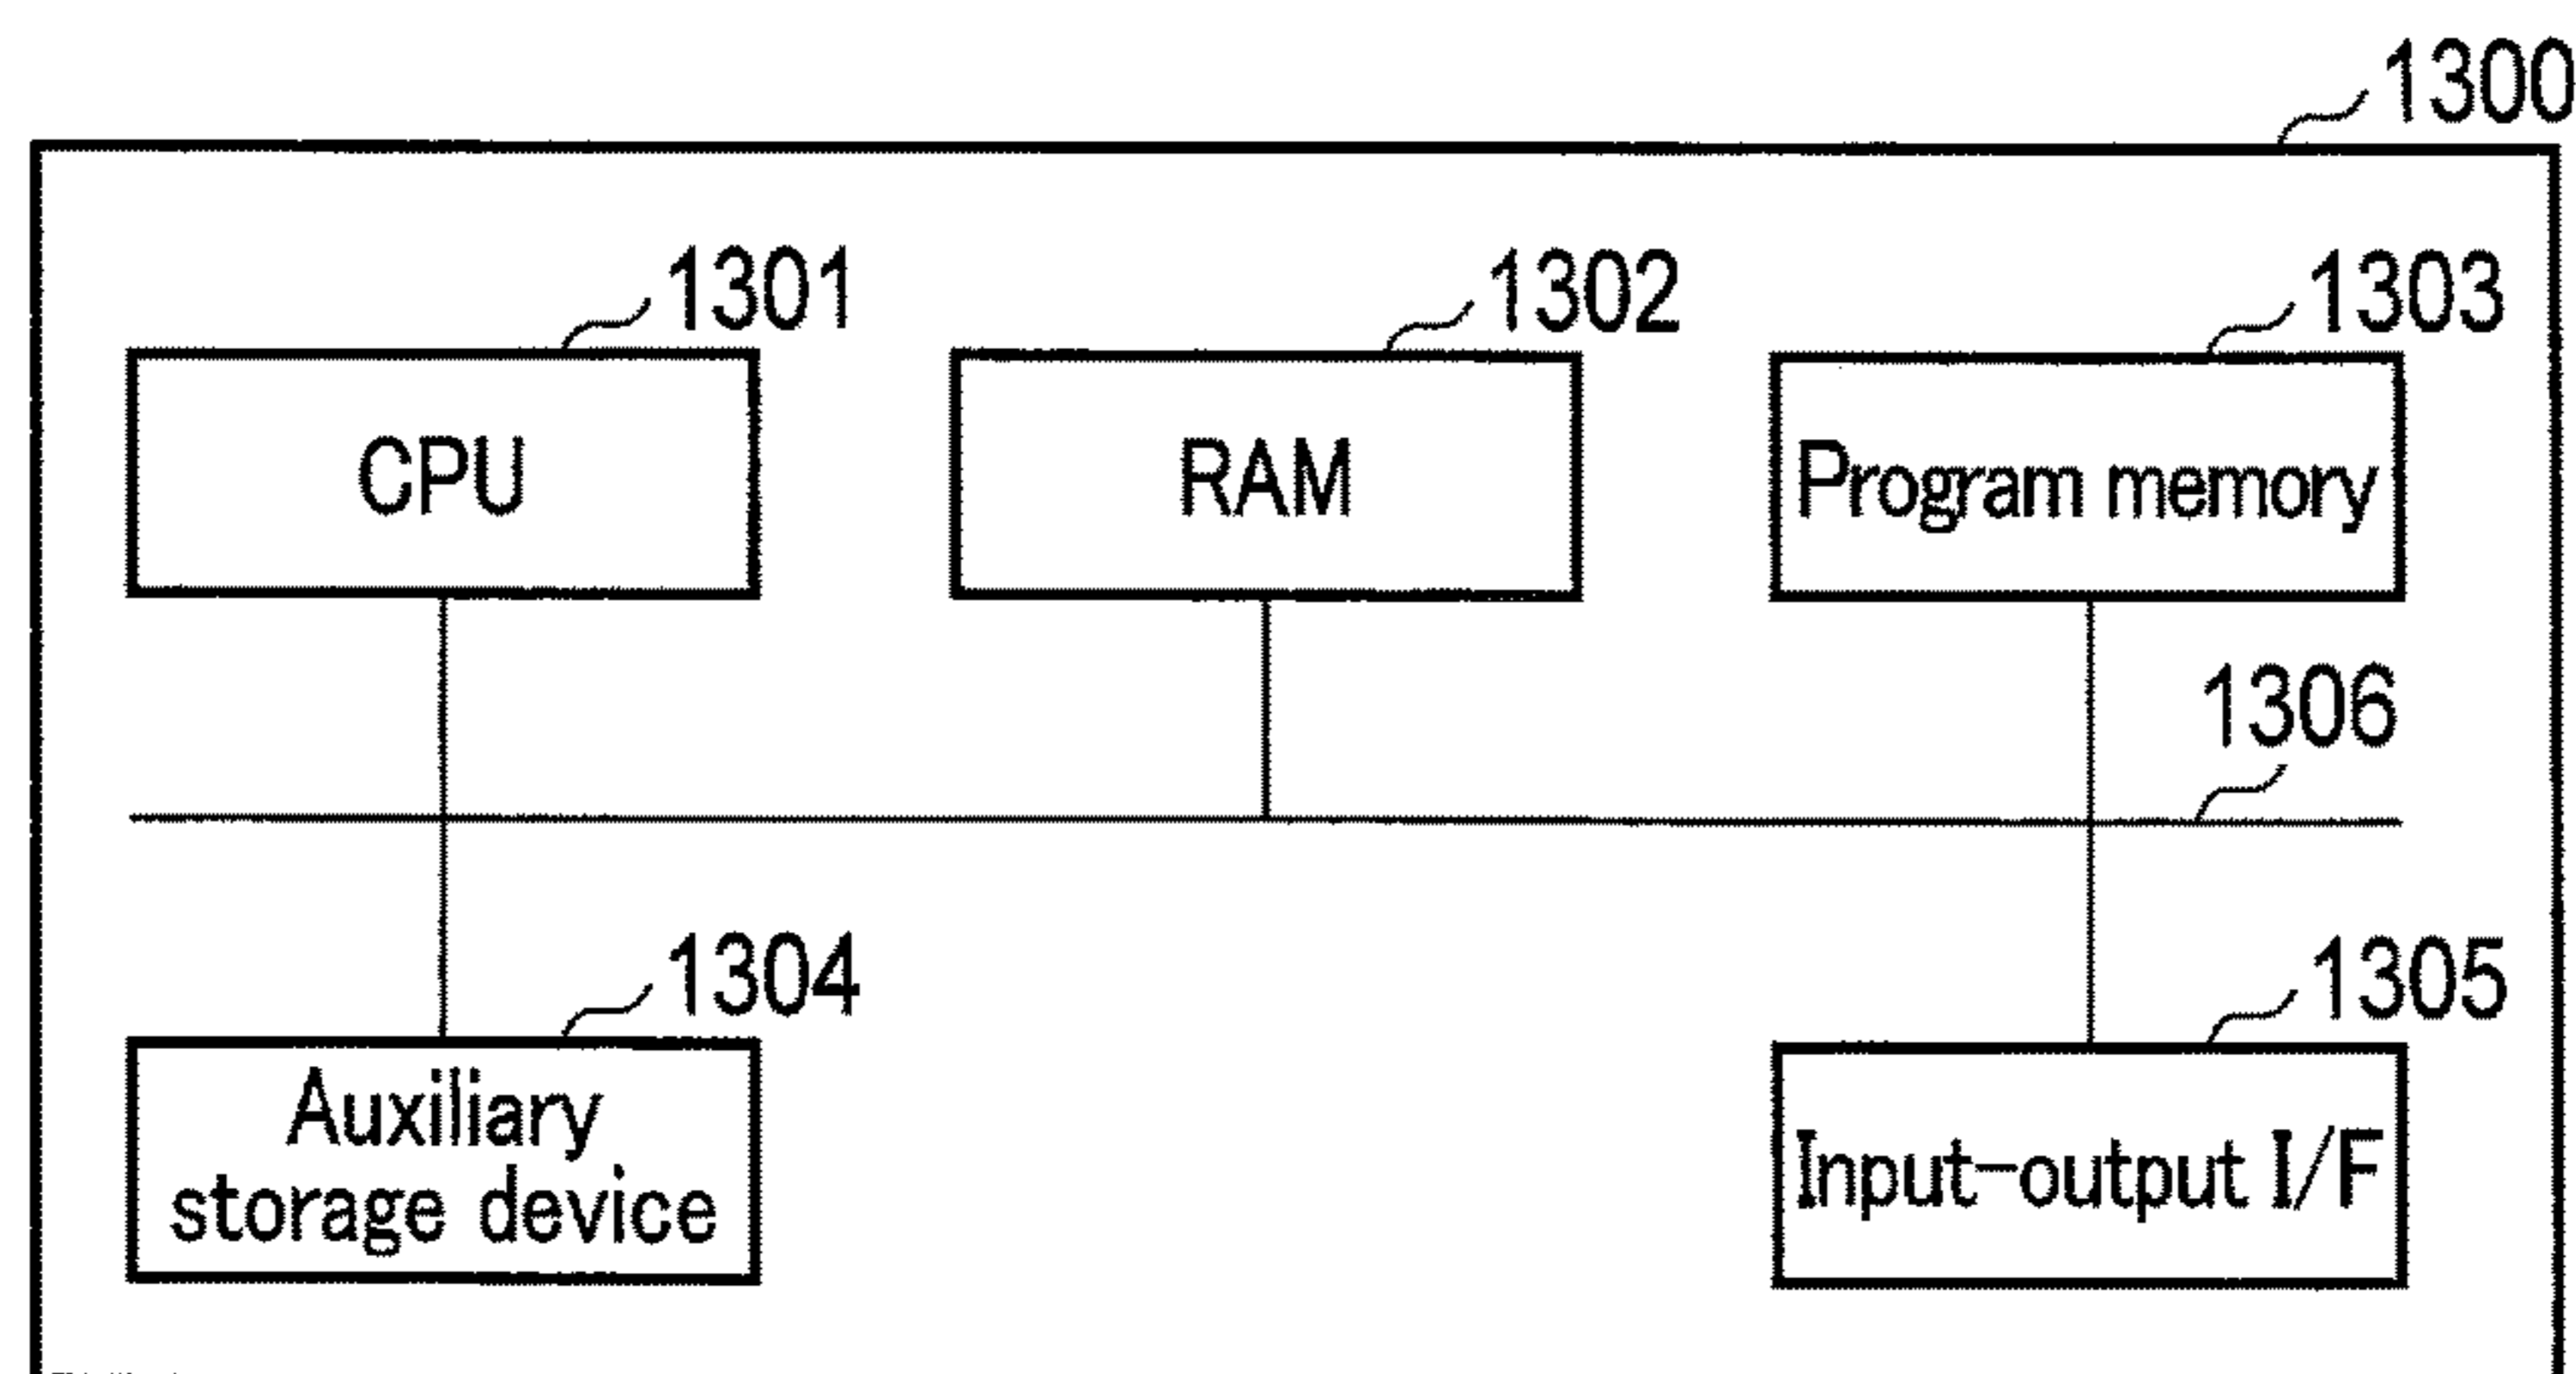 1300
1301
1302
1303
CPU
RAM
Program memory
1306
1304
1305
Auxiliary
storage device
Input-output I/F